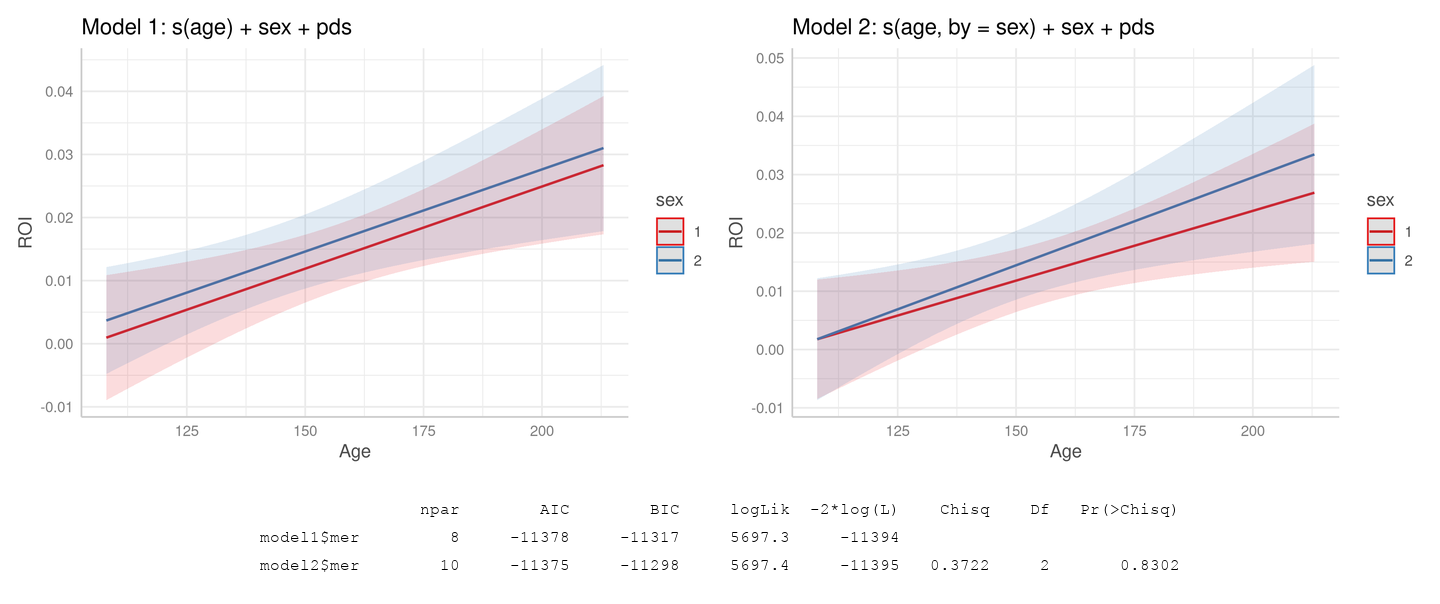 Model 1: s(age) + sex + pds
0.04
0.03
0.02
0.01
0.00
-0.01
ROI
125 150 175 200
Age
sex
1
2
Model 2: s(age, by = sex) + sex + pds
0.05
0.04
0.03
0.02
0.01
0.00
-0.01
ROI
125 150 175 200
Age
sex
1
2
npar AIC BIC logLik -2*log(L) Chisq Df Pr(>Chisq)
model1$mer 8 -11378 -11317 5697.3 -11394
model2$mer 10 -11375 -11298 5697.4 -11395 0.3722 2 0.8302